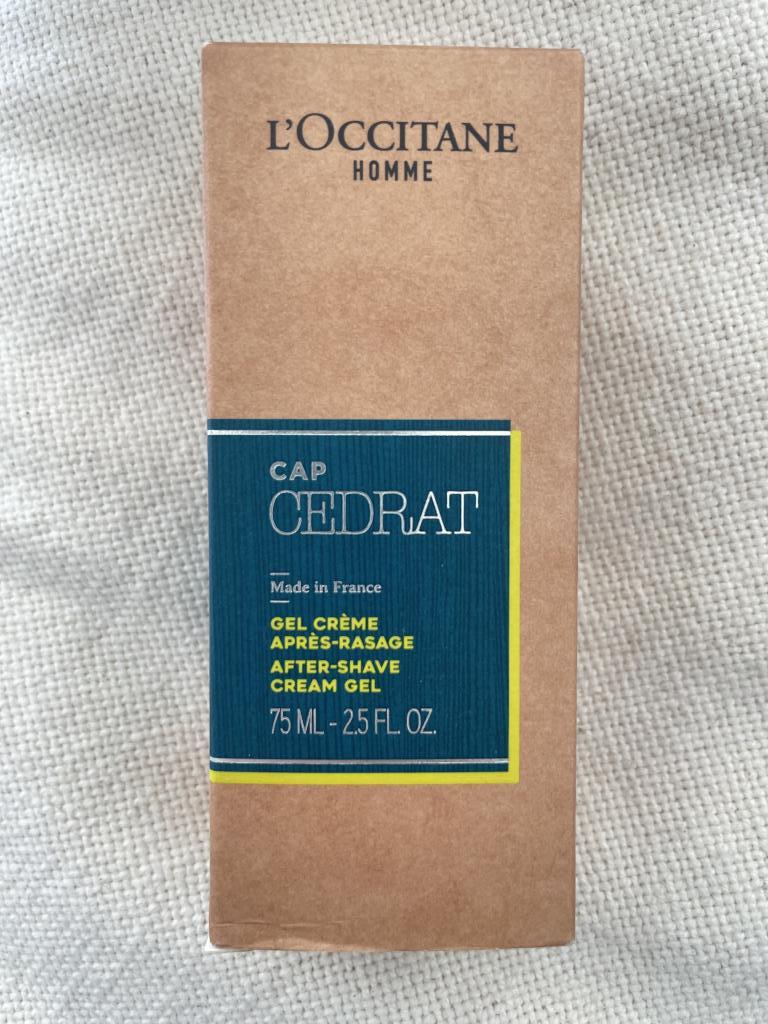 L'OCCITANE
HOMME
CAP
CEDRAT
Made in France
GEL CRÈME
APRÈS-RASAGE
AFTER-SHAVE
CREAM GEL
75 ML - 2.5 FL. OZ.